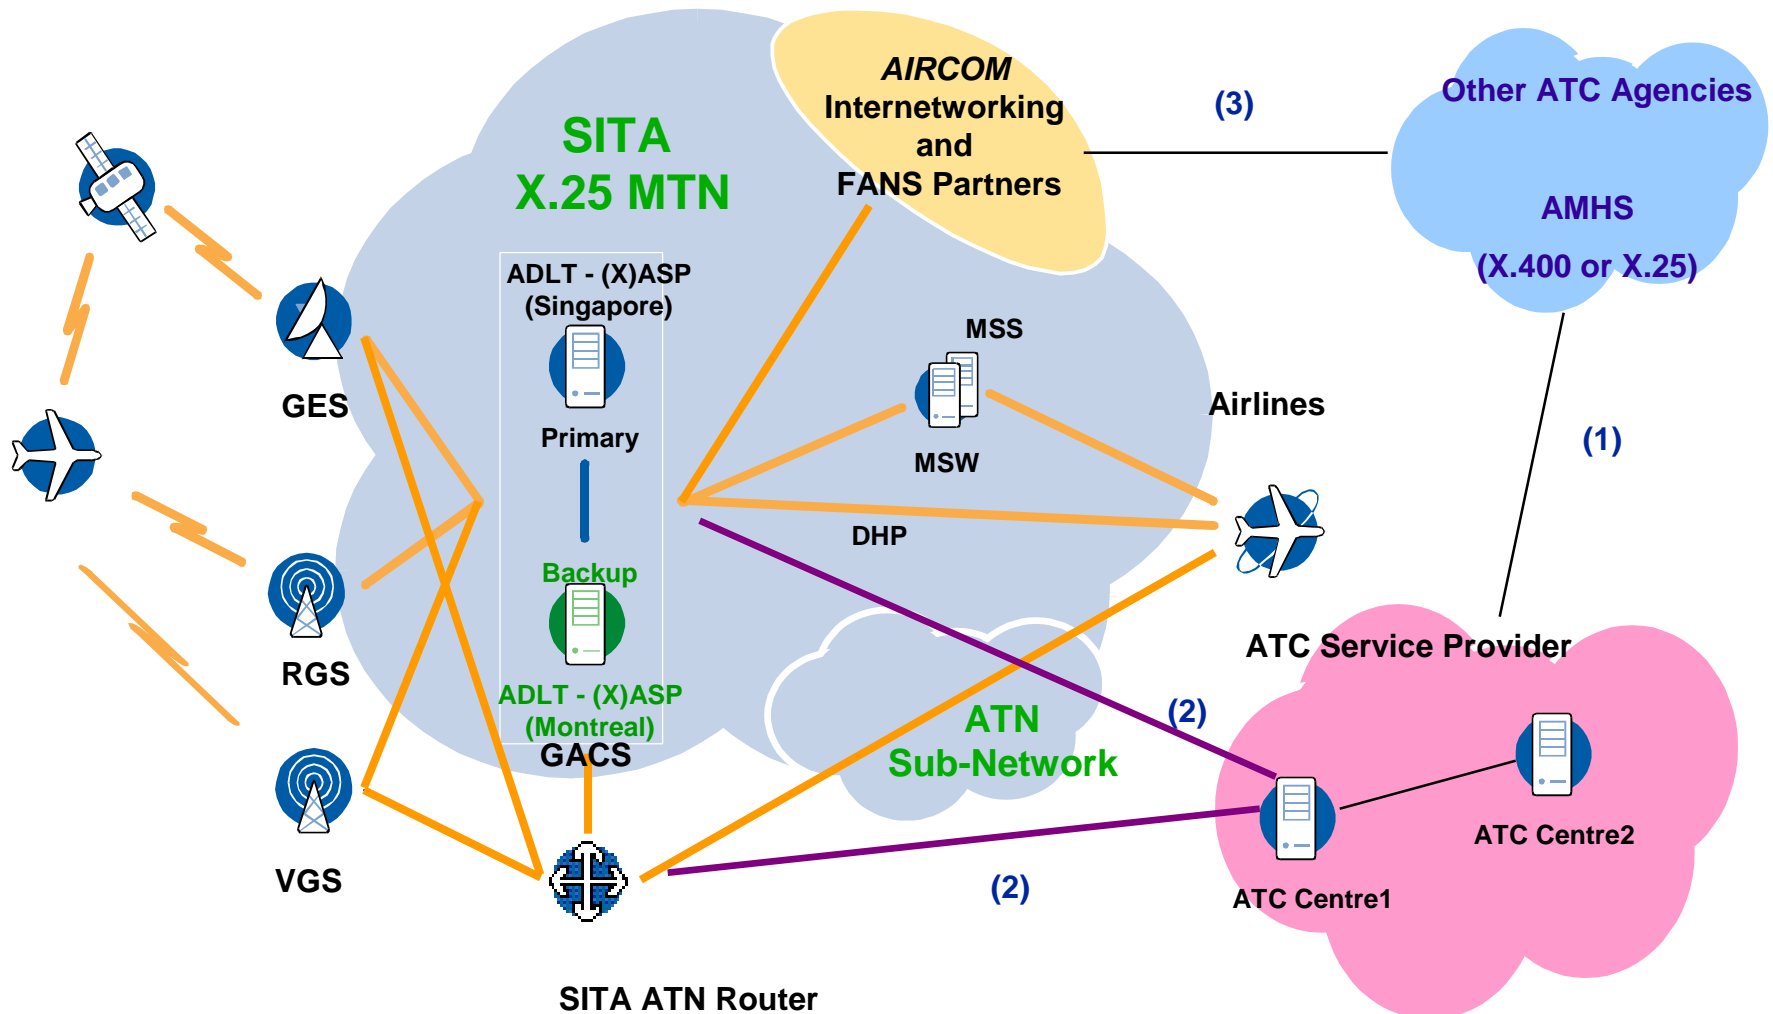 AIRCOM
Internetworking
and
FANS Partners
(3)
Other ATC Agencies
AMHS
(X.400 or X.25)
SITA
X.25 MTN
ADLT - (X)ASP
(Singapore)
Primary
Backup
ADLT - (X)ASP
(Montreal)
GACS
GES
RGS
VGS
MSS
MSW
DHP
Airlines
(1)
ATC Service Provider
ATN
Sub-Network
(2)
(2)
ATC Centre2
ATC Centre1
SITA ATN Router